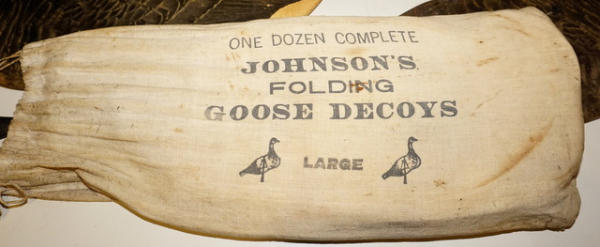 ONE DOZEN COMPLETE
JOHNSON'S
FOLDING
GOOSE DECOYS
LARGE